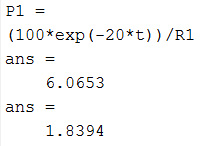 P1 =
(100*exp(-20*t))/R1
ans =
6.0653
ans =
1.8394